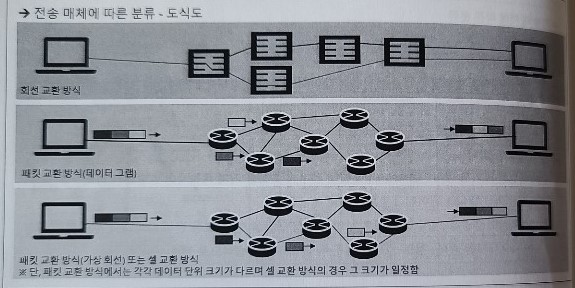 → 전송 매체에 따른 분류 - 도식도
회선 교환 방식
패킷 교환 방식(데이터 그램)
패킷 교환 방식(가상 회선) 또는 셀 교환 방식
※ 단, 패킷 교환 방식에서는 각각 데이터 단위 크기가 다르며 셀 교환 방식의 경우 그 크기가 일정함